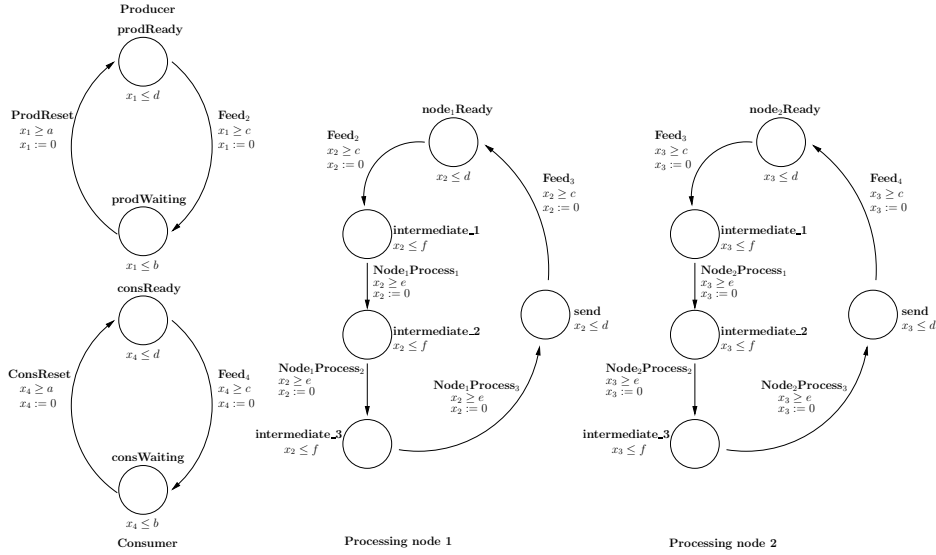 Producer
prodReady
x₁ ≤ d
ProdReset
x₁ ≥ a
x₁ := 0
Feed₂
x₁ ≥ c
x₁ := 0
prodWaiting
x₁ ≤ b
consReady
x₄ ≤ d
ConsReset
x₄ ≥ a
x₄ := 0
Feed₄
x₄ ≥ c
x₄ := 0
consWaiting
x₄ ≤ b
Consumer
node₁Ready
x₂ ≤ d
Feed₂
x₂ ≥ c
x₂ := 0
Feed₃
x₂ ≥ c
x₂ := 0
intermediate_1
x₂ ≤ f
Node₁Process₁
x₂ ≥ e
x₂ := 0
intermediate_2
x₂ ≤ f
send
x₂ ≤ d
Node₁Process₂
x₂ ≥ e
x₂ := 0
Node₁Process₃
x₂ ≥ e
x₂ := 0
intermediate_3
x₂ ≤ f
Processing node 1
node₂Ready
x₃ ≤ d
Feed₃
x₃ ≥ c
x₃ := 0
Feed₄
x₃ ≥ c
x₃ := 0
intermediate_1
x₃ ≤ f
Node₂Process₁
x₃ ≥ e
x₃ := 0
intermediate_2
x₃ ≤ f
send
x₃ ≤ d
Node₂Process₂
x₃ ≥ e
x₃ := 0
Node₂Process₃
x₃ ≥ e
x₃ := 0
intermediate_3
x₃ ≤ f
Processing node 2